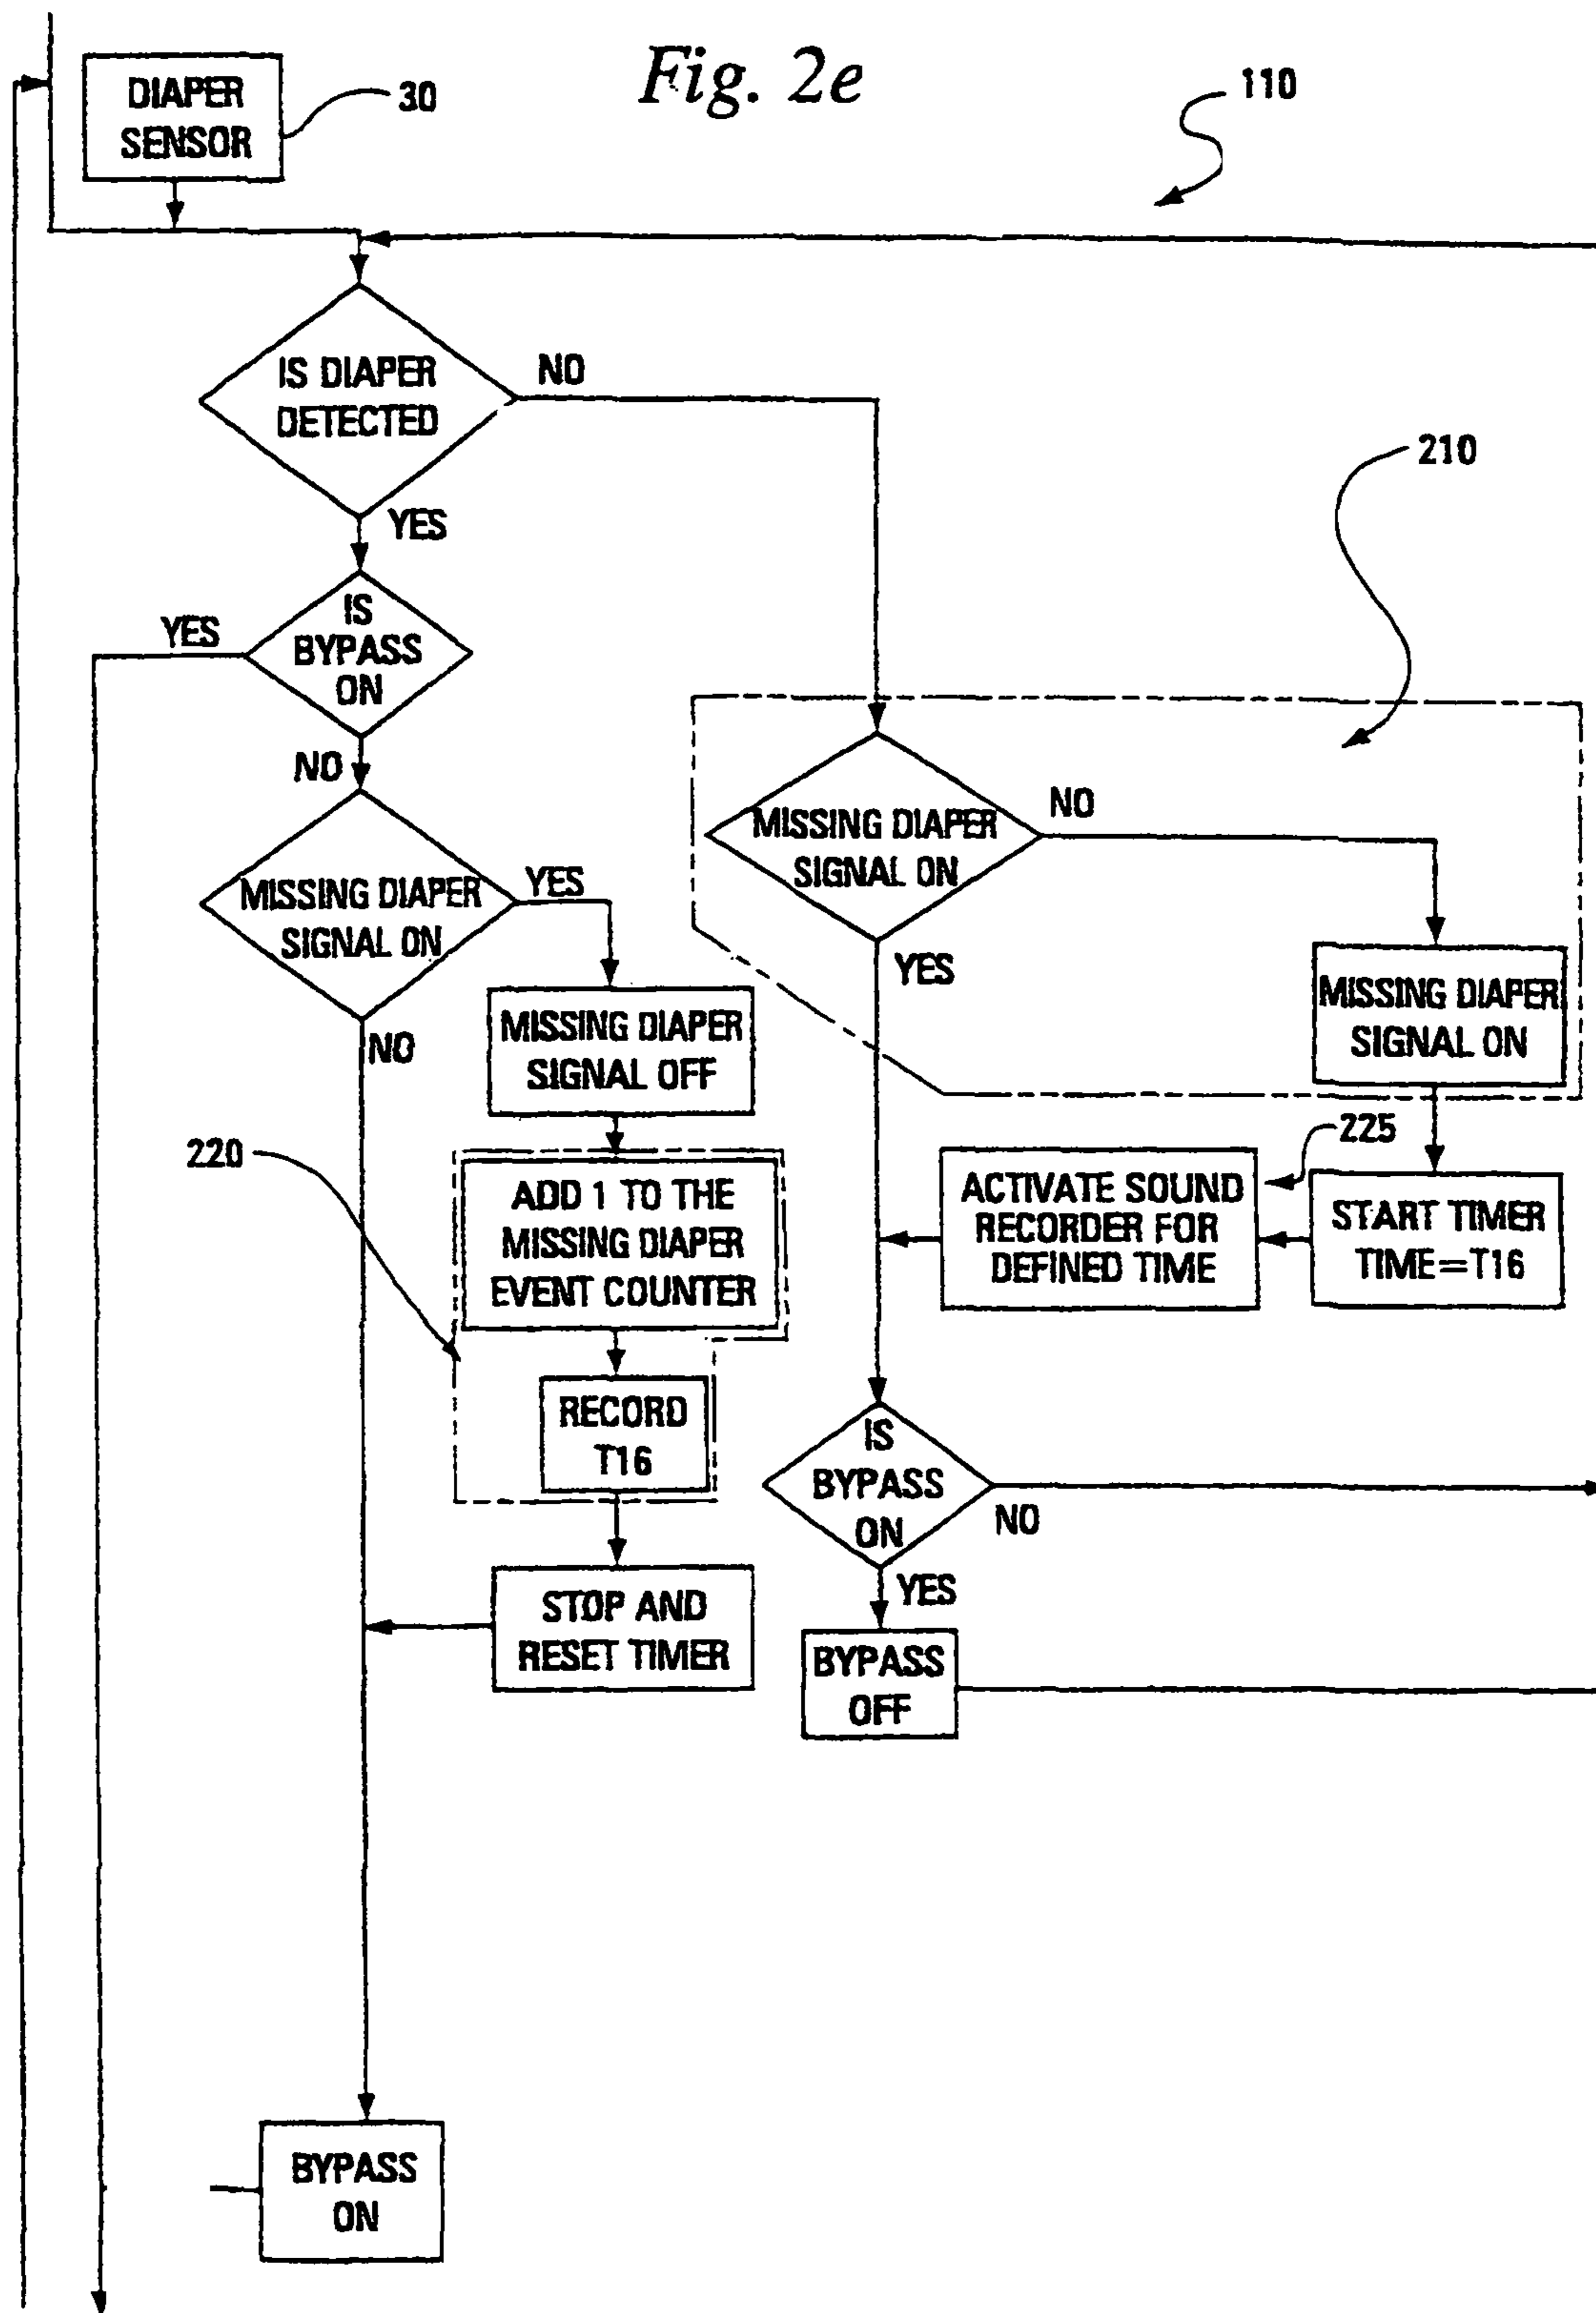 Fig. 2e
110
DIAPER
SENSOR
30
IS DIAPER
DETECTED
NO
YES
210
IS
BYPASS
ON
YES
NO
MISSING DIAPER
SIGNAL ON
NO
YES
MISSING DIAPER
SIGNAL ON
YES
NO
MISSING DIAPER
SIGNAL OFF
MISSING DIAPER
SIGNAL ON
220
ADD 1 TO THE
MISSING DIAPER
EVENT COUNTER
225
ACTIVATE SOUND
RECORDER FOR
DEFINED TIME
START TIMER
TIME=T16
RECORD
T16
IS
BYPASS
ON
NO
YES
STOP AND
RESET TIMER
BYPASS
OFF
BYPASS
ON